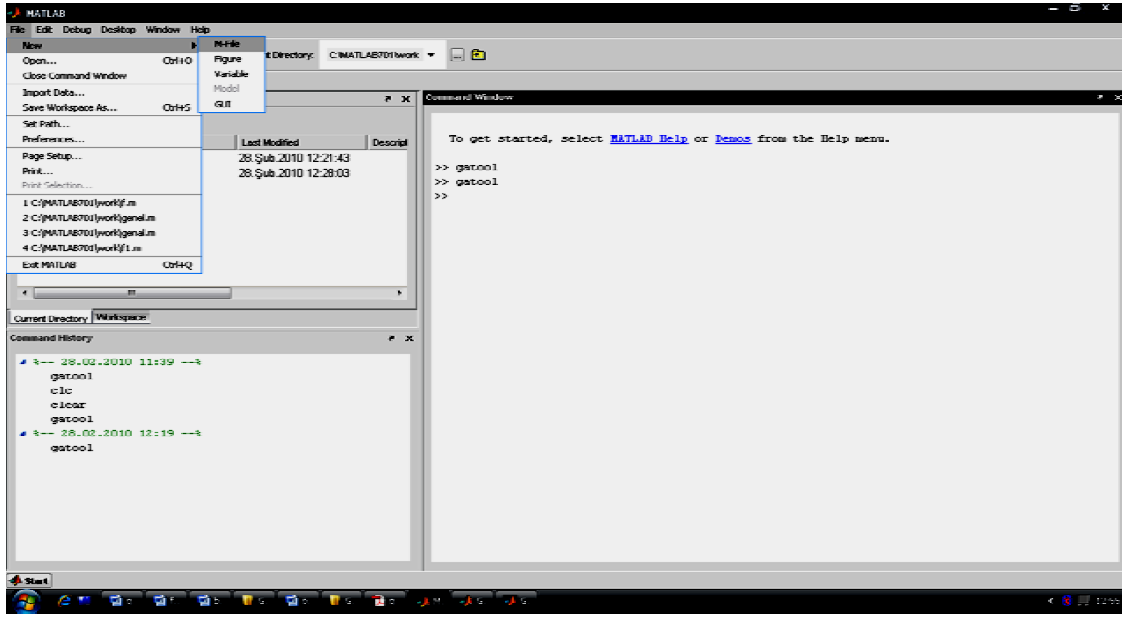 MATLAB
File Edit Debug Desktop Window Help
New
Open... Ctrl+O
Close Command Window
Import Data...
Save Workspace As... Ctrl+S
Set Path...
Preferences...
Page Setup...
Print...
Print Selection...
1 C:\MATLAB701\work\f.m
2 C:\MATLAB701\work\genel.m
3 C:\MATLAB701\work\genel.m
4 C:\MATLAB701\work\f1.m
Exit MATLAB Ctrl+Q
M-File
Figure
Variable
Model
GUI
t Directory: C:\MATLAB701\work
Last Modified Descript
28.Şub.2010 12:21:43
28.Şub.2010 12:28:03
Current Directory Workspace
Command History
%-- 28.02.2010 11:39 --%
gatool
clc
clear
gatool
%-- 28.02.2010 12:19 --%
gatool
Command Window
To get started, select MATLAB Help or Demos from the Help menu.
>> gatool
>> gatool
>>
Start